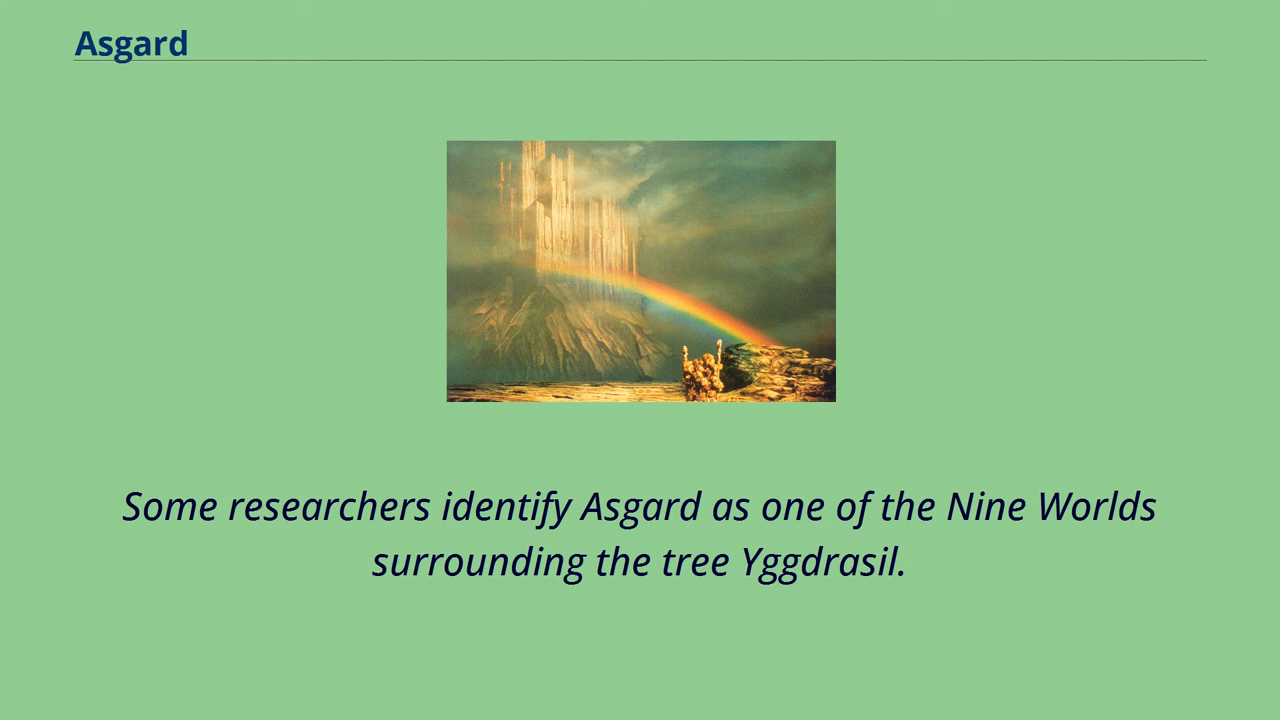 Asgard
Some researchers identify Asgard as one of the Nine Worlds
surrounding the tree Yggdrasil.